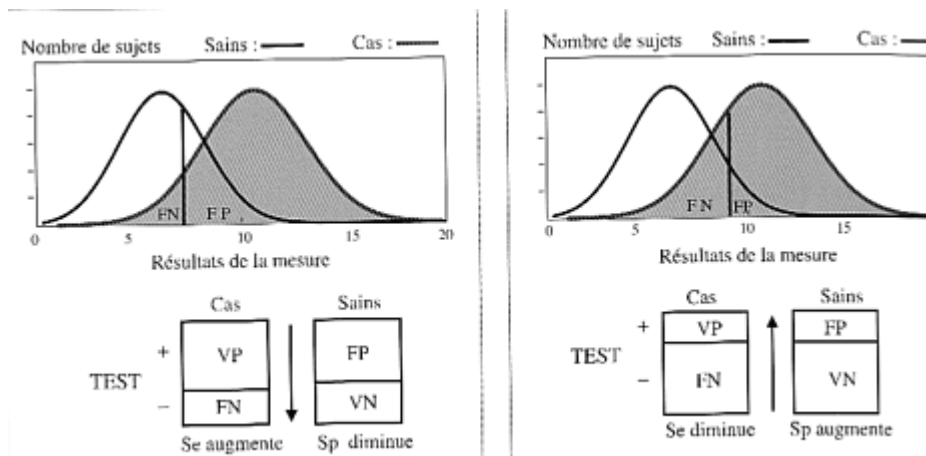 Nombre de sujets Sains : Cas :
FN FP
0 5 10 15 20
Résultats de la mesure
Cas Sains
+ VP FP
TEST
− FN VN
Se augmente Sp diminue
Nombre de sujets Sains : Cas :
FN FP
0 5 10 15
Résultats de la mesure
Cas Sains
+ VP FP
TEST
− FN VN
Se diminue Sp augmente